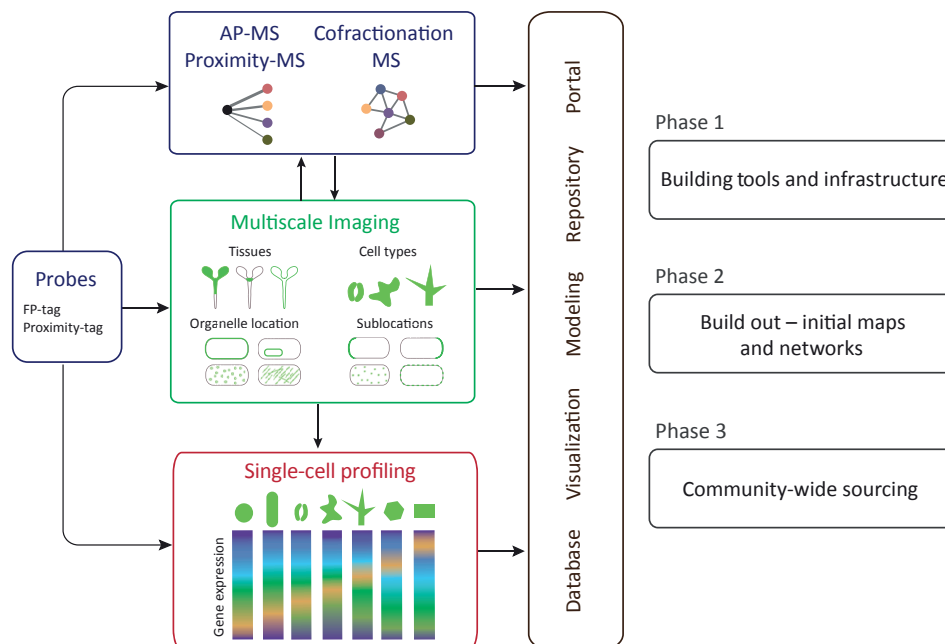 AP-MS
Proximity-MS
Cofractionation
MS
Multiscale Imaging
Tissues
Cell types
Organelle location
Sublocations
Probes
FP-tag
Proximity-tag
Single-cell profiling
Gene expression
Portal
Repository
Modeling
Visualization
Database
Phase 1
Building tools and infrastructure
Phase 2
Build out – initial maps
and networks
Phase 3
Community-wide sourcing